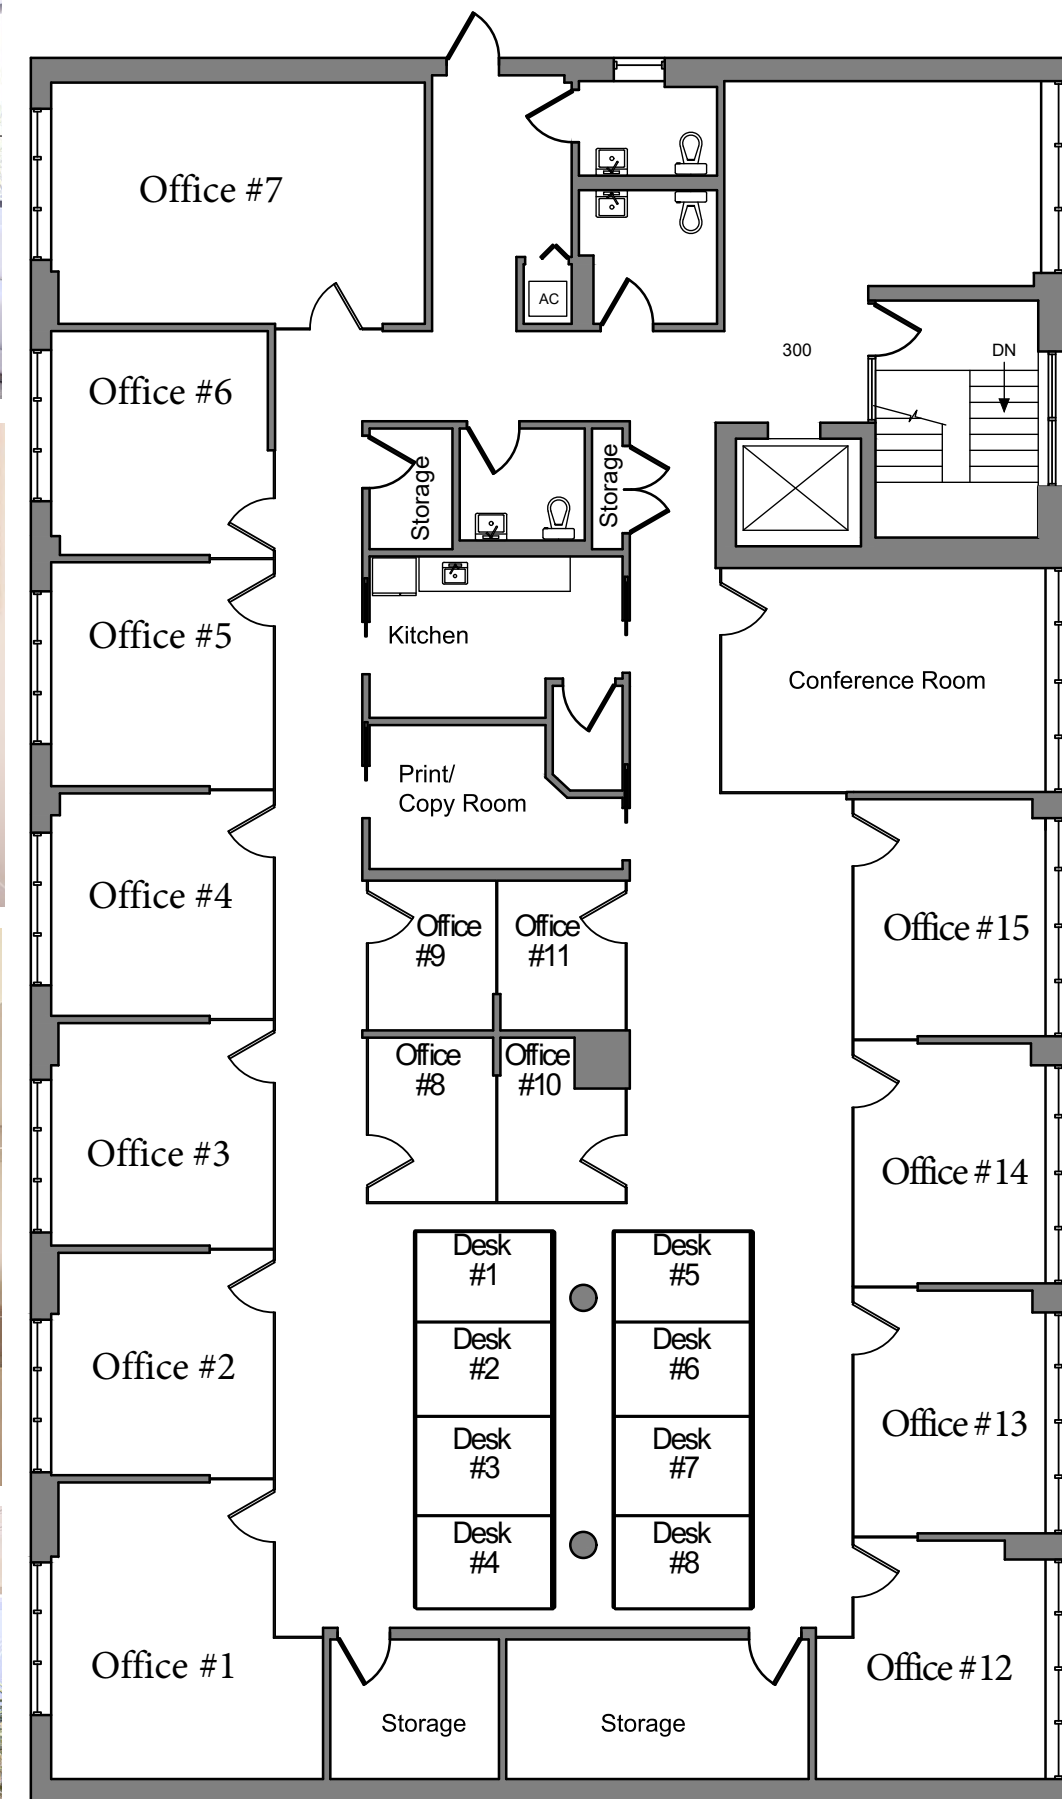 Office #7
AC
300
DN
Office #6
Storage
Storage
Office #5
Kitchen
Conference Room
Print/
Copy Room
Office #4
Office
#9
Office
#11
Office #15
Office
#8
Office
#10
Office #3
Office #14
Desk
#1
Desk
#5
Office #2
Desk
#2
Desk
#6
Office #13
Desk
#3
Desk
#7
Desk
#4
Desk
#8
Office #1
Office #12
Storage
Storage